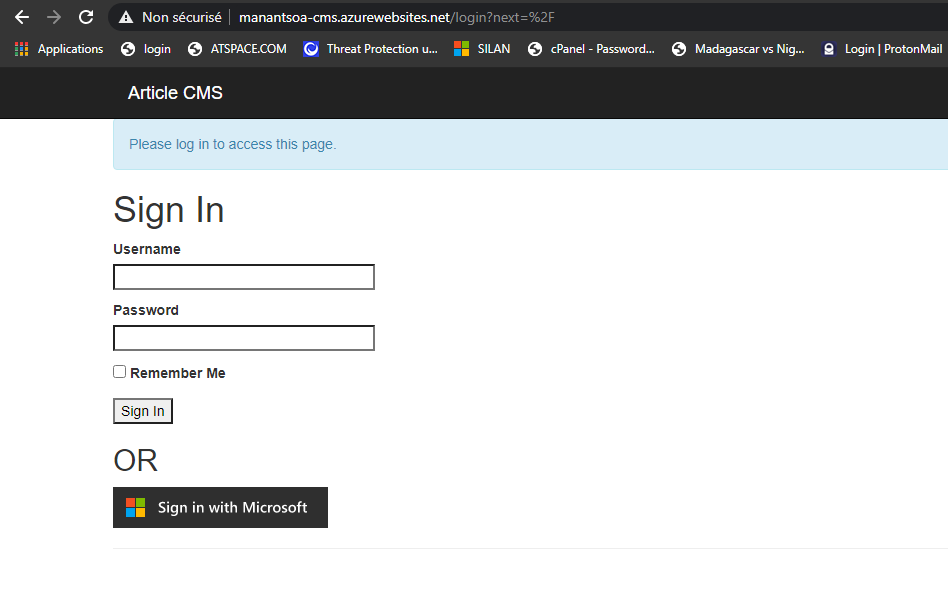 Non sécurisé | manantsoa-cms.azurewebsites.net/login?next=%2F
Applications login ATSPACE.COM Threat Protection u... SILAN cPanel - Password... Madagascar vs Nig... Login | ProtonMail
Article CMS
Please log in to access this page.
Sign In
Username
Password
Remember Me
Sign In
OR
Sign in with Microsoft